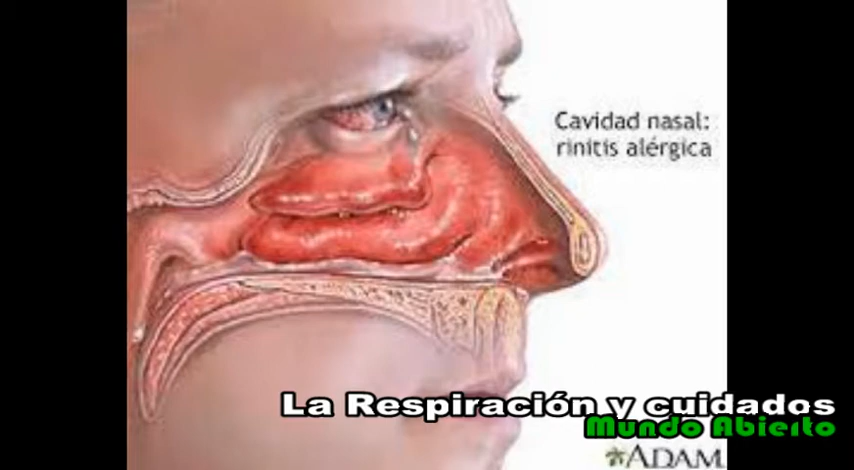 Cavidad nasal:
rinitis alérgica
La Respiración y cuidados
Mundo Abierto
ADAM